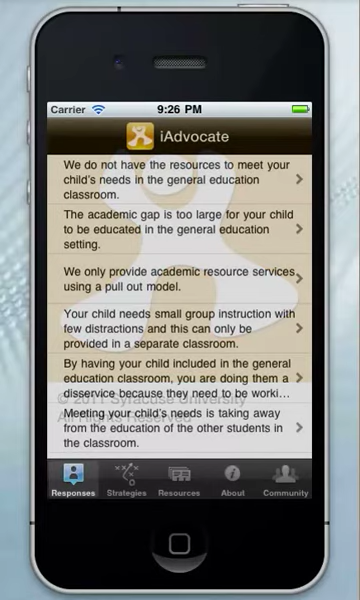 Carrier 9:26 PM
iAdvocate
We do not have the resources to meet your
child's needs in the general education
classroom.
The academic gap is too large for your child
to be educated in the general education
setting.
We only provide academic resource services
using a pull out model.
Your child needs small group instruction with
few distractions and this can only be
provided in a separate classroom.
By having your child included in the general
education classroom, you are doing them a
disservice because they need to be worki...
© 2011 Syracuse University
Meeting your child's needs is taking away
All Rights Reserved
from the education of the other students in
the classroom.
Responses Strategies Resources About Community